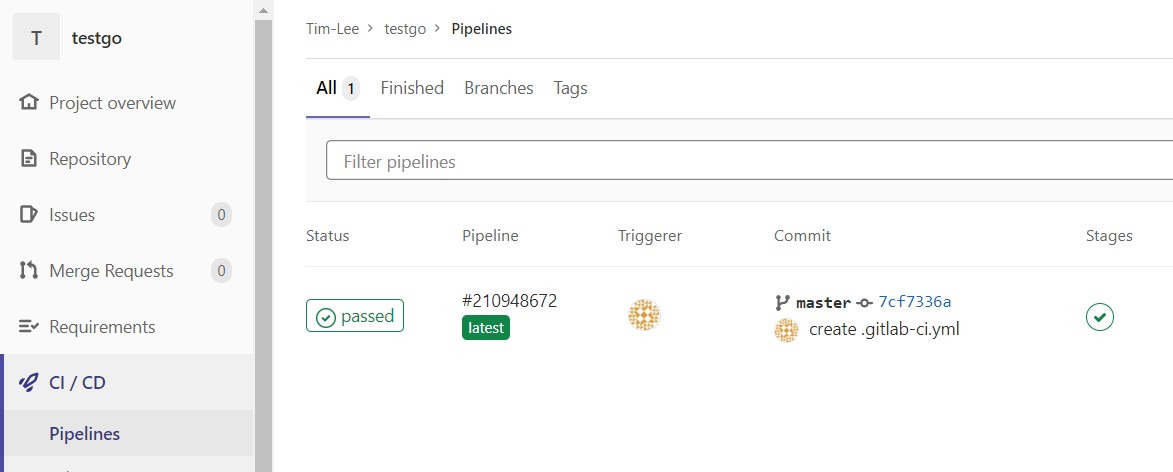 T testgo
Project overview
Repository
Issues 0
Merge Requests 0
Requirements
CI / CD
Pipelines
Tim-Lee > testgo > Pipelines
All 1 Finished Branches Tags
Filter pipelines
Status Pipeline Triggerer Commit Stages
passed #210948672 master 7cf7336a
latest create .gitlab-ci.yml